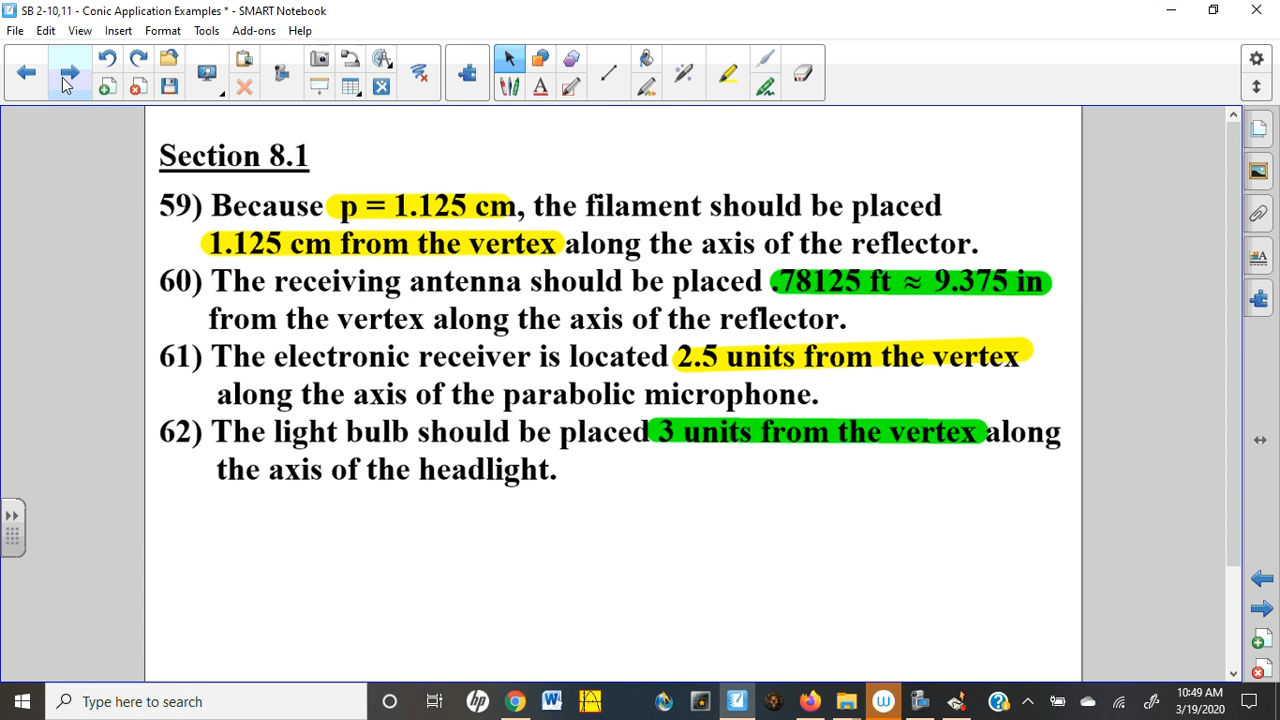 SB 2-10,11 - Conic Application Examples * - SMART Notebook
File Edit View Insert Format Tools Add-ons Help
Section 8.1
59) Because p = 1.125 cm, the filament should be placed
1.125 cm from the vertex along the axis of the reflector.
60) The receiving antenna should be placed .78125 ft ≈ 9.375 in
from the vertex along the axis of the reflector.
61) The electronic receiver is located 2.5 units from the vertex
along the axis of the parabolic microphone.
62) The light bulb should be placed 3 units from the vertex along
the axis of the headlight.
Type here to search
10:49 AM
3/19/2020